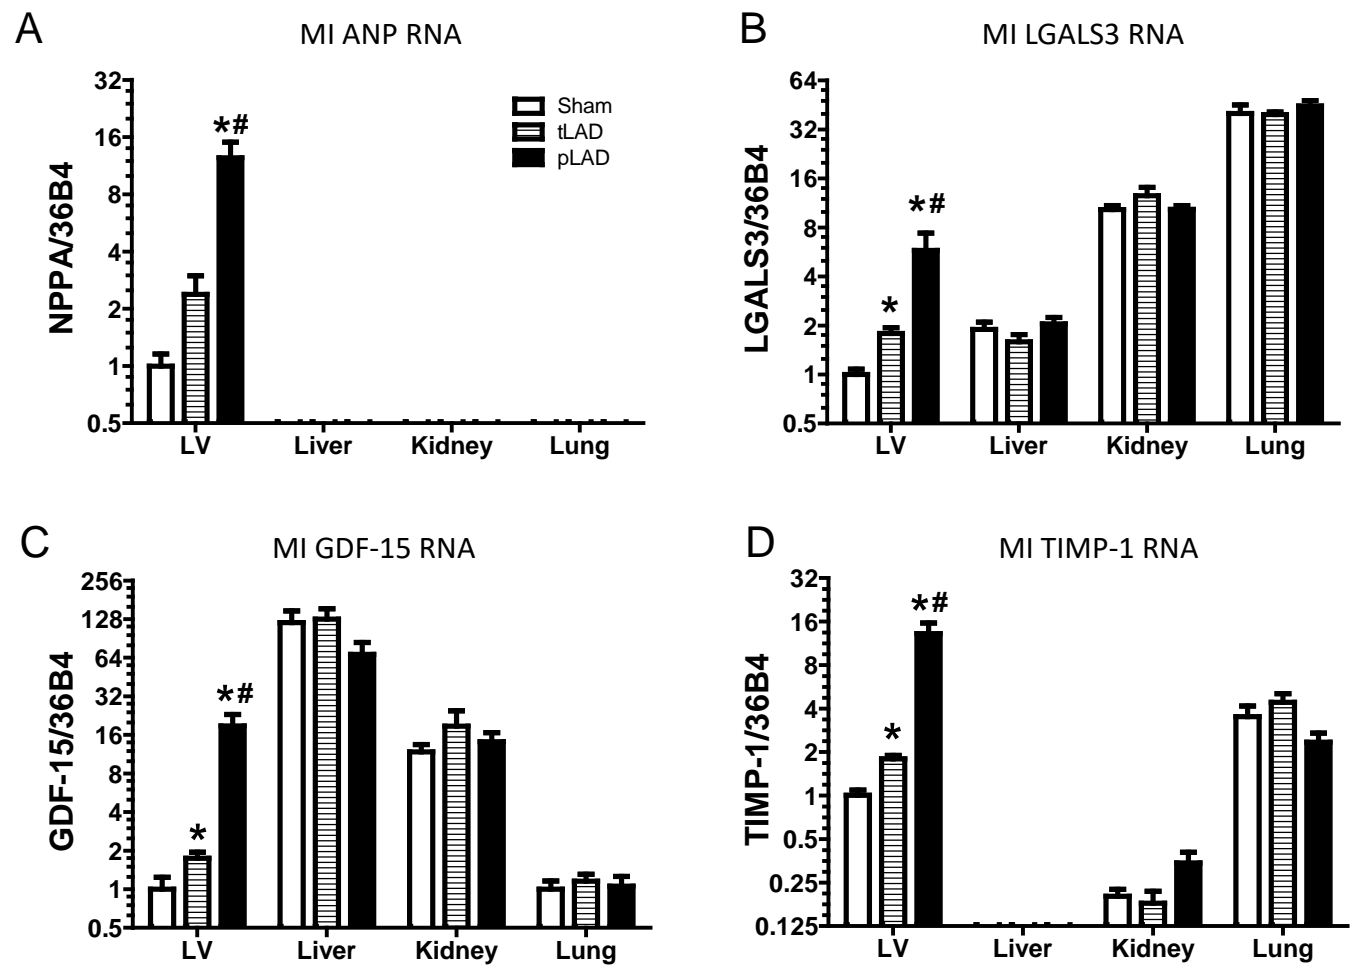 A
MI ANP RNA
NPPA/36B4
32
16
8
4
2
1
0.5
*#
Sham
tLAD
pLAD
LV Liver Kidney Lung
B
MI LGALS3 RNA
LGALS3/36B4
64
32
16
8
4
2
1
0.5
*
*#
LV Liver Kidney Lung
C
MI GDF-15 RNA
GDF-15/36B4
256
128
64
32
16
8
4
2
1
0.5
*
*#
LV Liver Kidney Lung
D
MI TIMP-1 RNA
TIMP-1/36B4
32
16
8
4
2
1
0.5
0.25
0.125
*
*#
LV Liver Kidney Lung